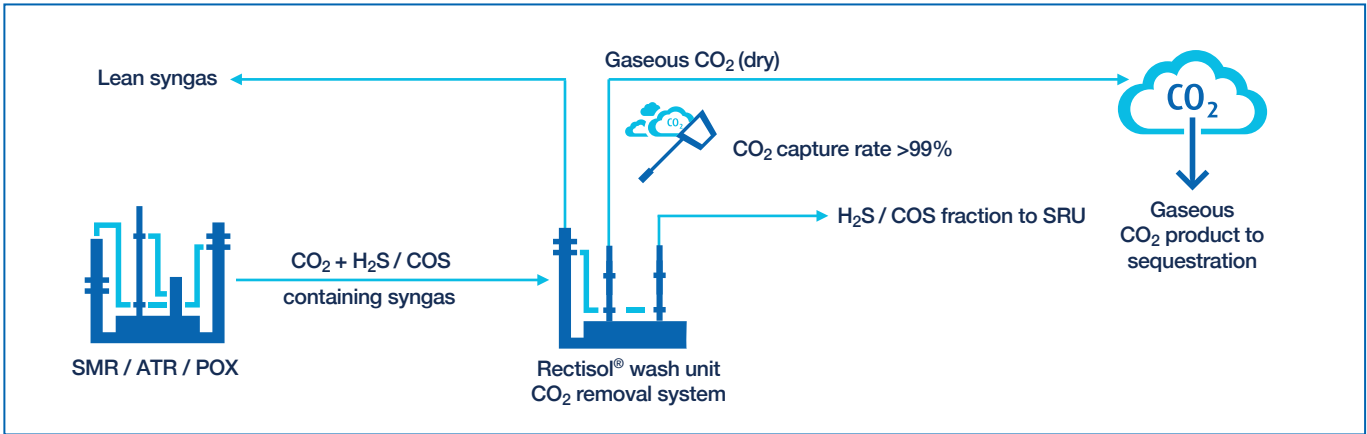 Lean syngas
Gaseous CO₂ (dry)
CO₂
CO₂
CO₂ capture rate >99%
H₂S / COS fraction to SRU
Gaseous
CO₂ product to
sequestration
CO₂ + H₂S / COS
containing syngas
SMR / ATR / POX
Rectisol® wash unit
CO₂ removal system